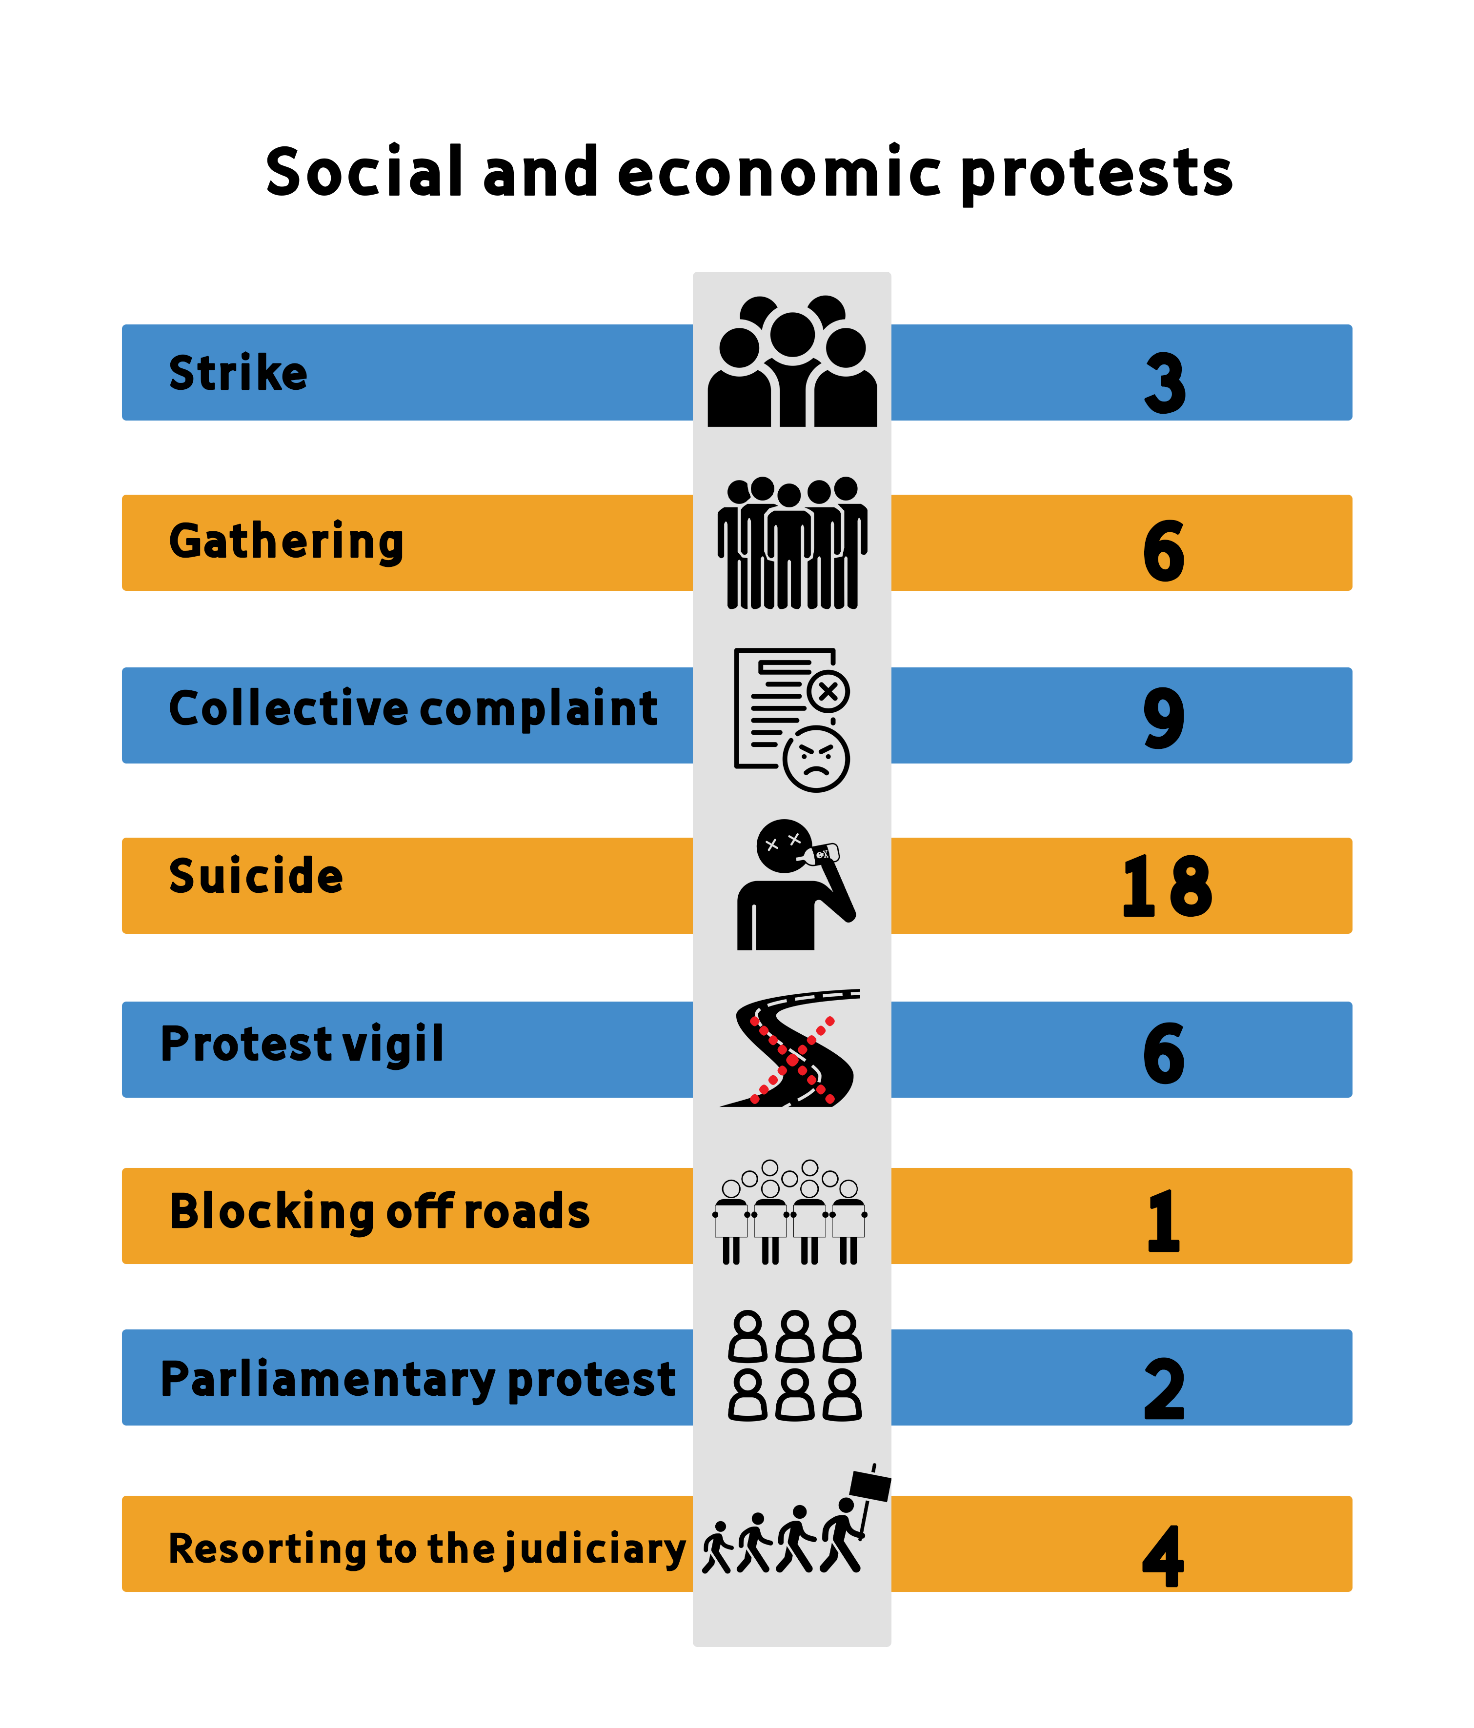 Social and economic protests
Strike 3
Gathering 6
Collective complaint 9
Suicide 18
Protest vigil 6
Blocking off roads 1
Parliamentary protest 2
Resorting to the judiciary 4